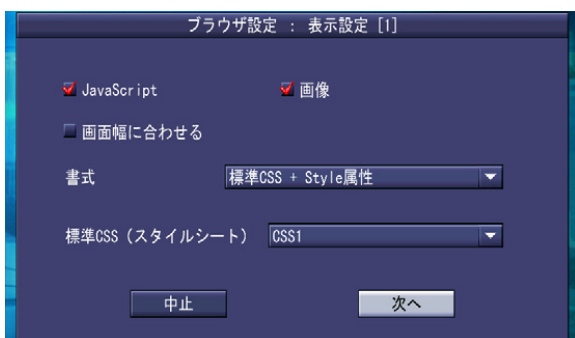 ブラウザ設定 : 表示設定 [1]
JavaScript 画像
画面幅に合わせる
書式 標準CSS + Style属性
標準CSS (スタイルシート) CSS1
中止 次へ